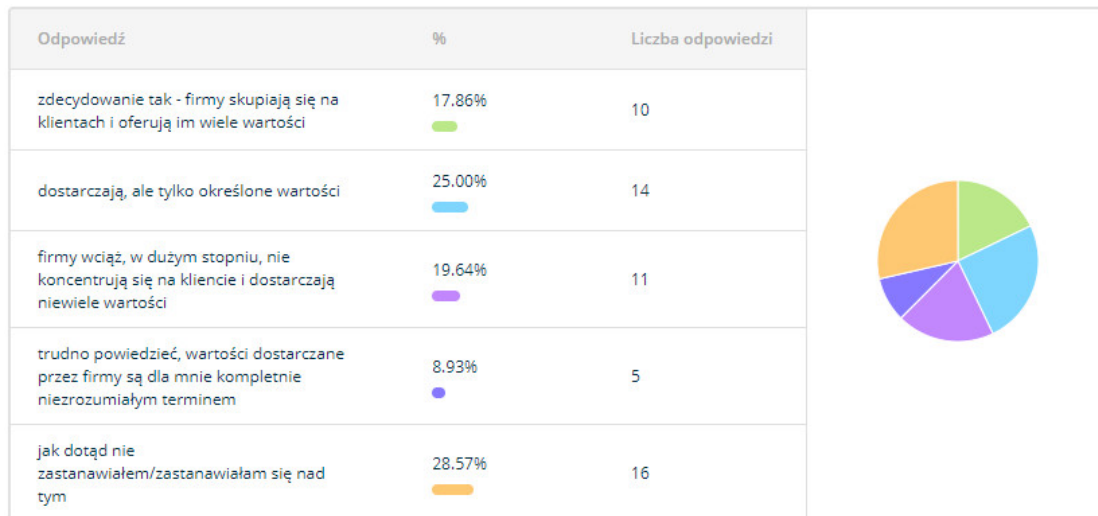 Odpowiedź % Liczba odpowiedzi
zdecydowanie tak - firmy skupiają się na
klientach i oferują im wiele wartości
17.86% 10
dostarczają, ale tylko określone wartości
25.00% 14
firmy wciąż, w dużym stopniu, nie
koncentrują się na kliencie i dostarczają
niewiele wartości
19.64% 11
trudno powiedzieć, wartości dostarczane
przez firmy są dla mnie kompletnie
niezrozumiałym terminem
8.93% 5
jak dotąd nie
zastanawiałem/zastanawiałam się nad
tym
28.57% 16